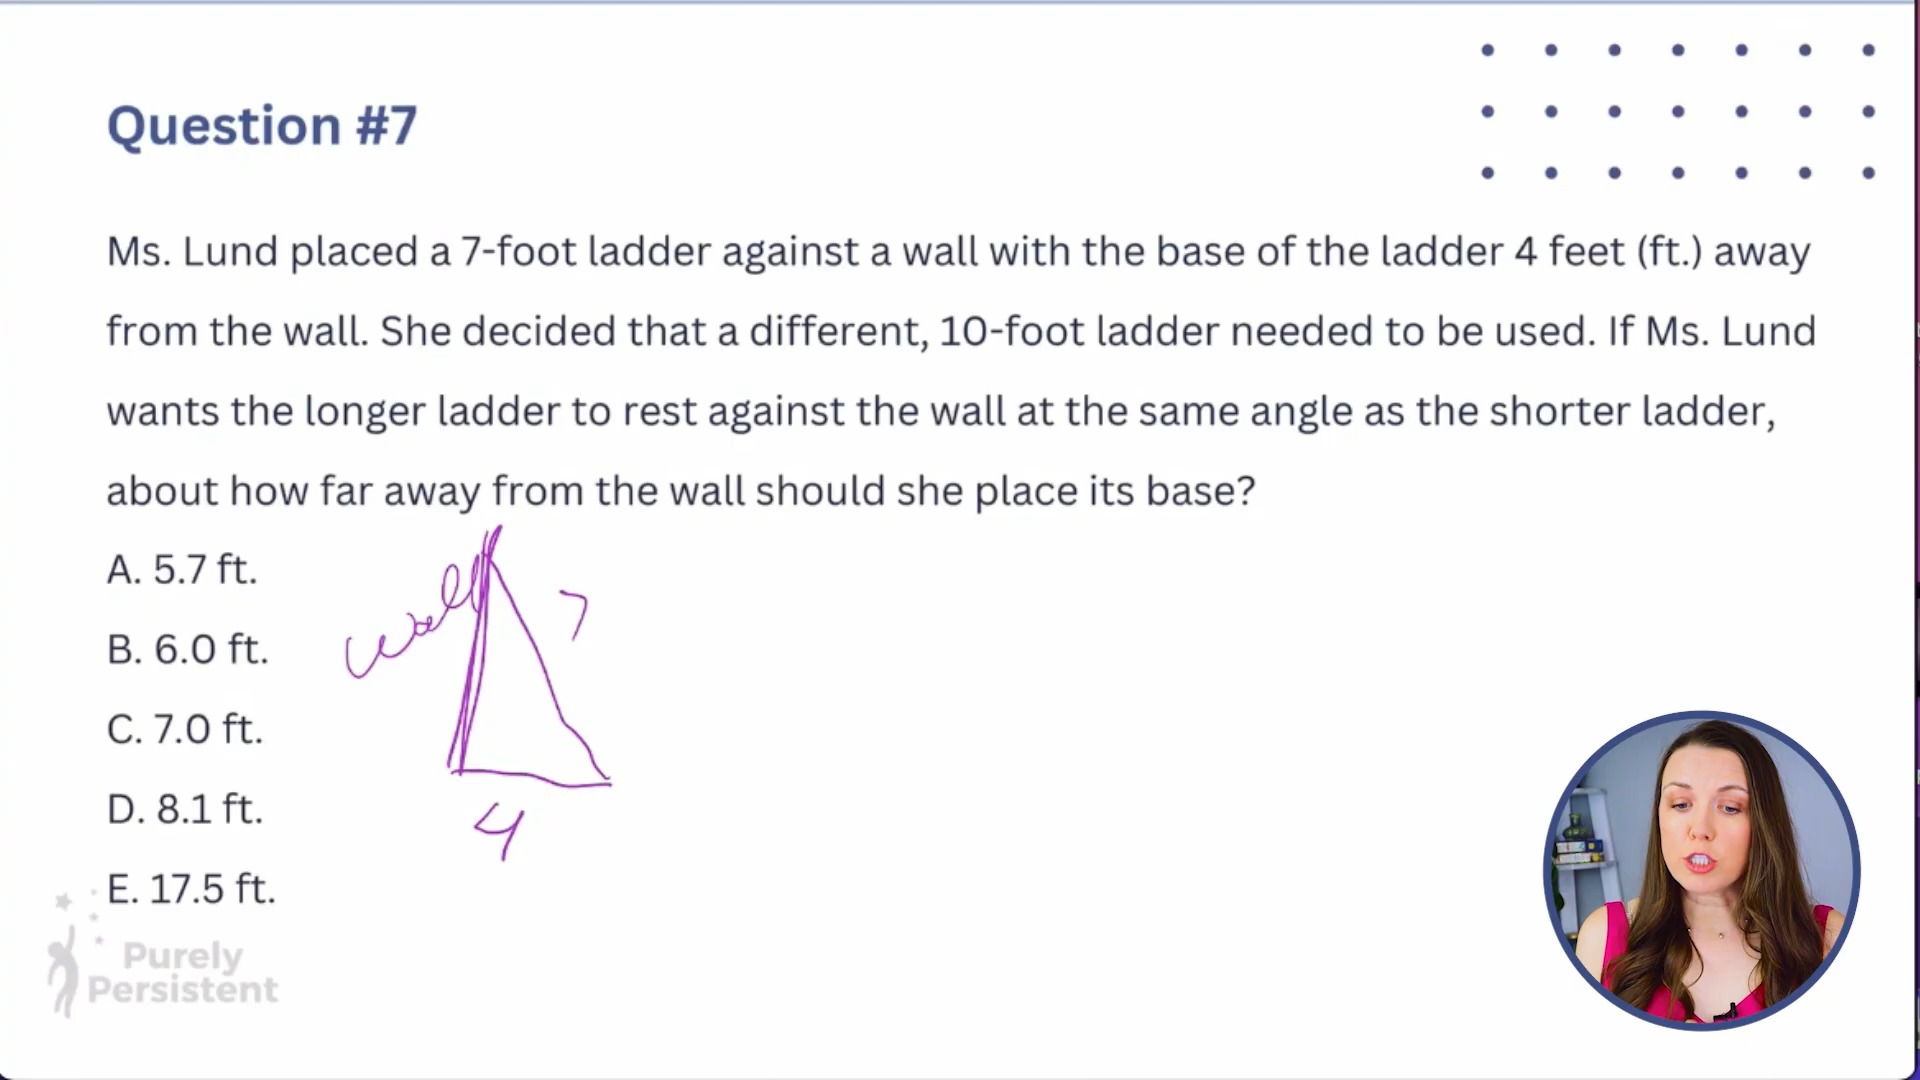 Question #7
Ms. Lund placed a 7-foot ladder against a wall with the base of the ladder 4 feet (ft.) away
from the wall. She decided that a different, 10-foot ladder needed to be used. If Ms. Lund
wants the longer ladder to rest against the wall at the same angle as the shorter ladder,
about how far away from the wall should she place its base?
A. 5.7 ft.
B. 6.0 ft.
C. 7.0 ft.
D. 8.1 ft.
E. 17.5 ft.
wall
7
4
Purely
Persistent